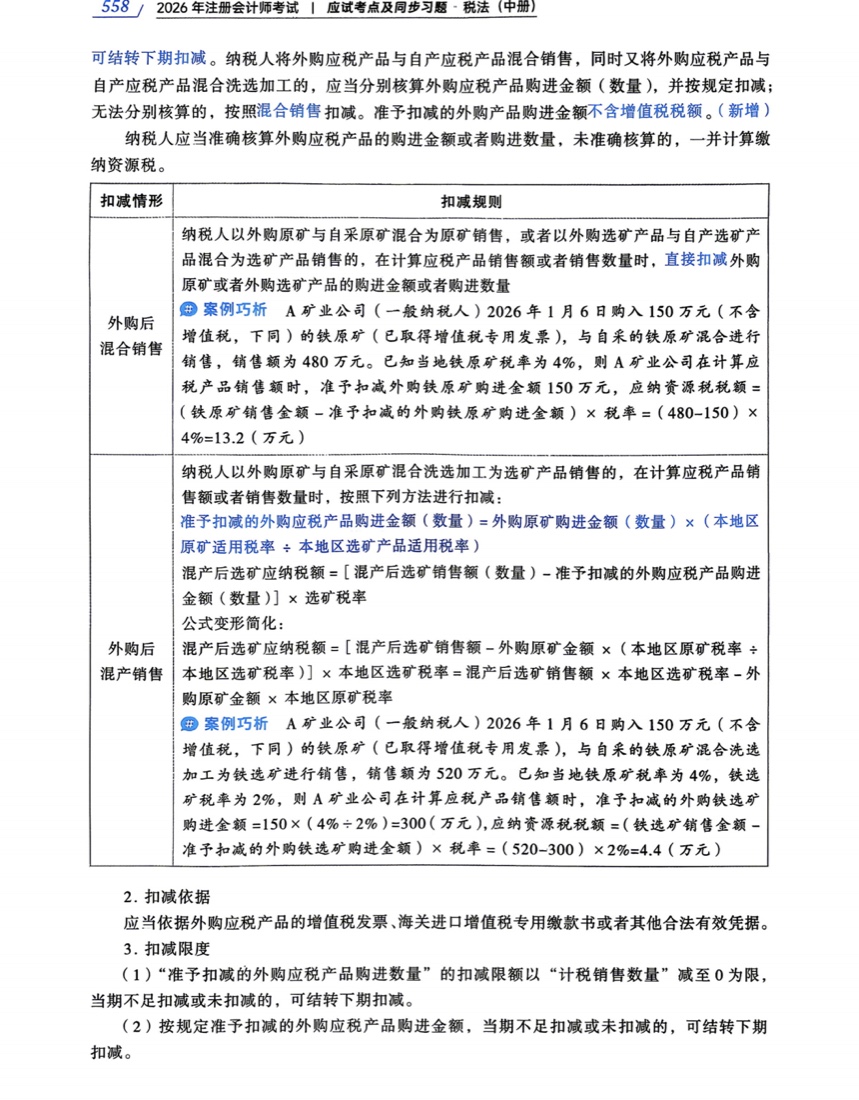 558 2026 年注册会计师考试 | 应试考点及同步习题 · 税法（中册）
可结转下期扣减。纳税人将外购应税产品与自产应税产品混合销售，同时又将外购应税产品与
自产应税产品混合洗选加工的，应当分别核算外购应税产品购进金额（数量），并按规定扣减；
无法分别核算的，按照混合销售扣减。准予扣减的外购产品购进金额不含增值税税额。（新增）
纳税人应当准确核算外购应税产品的购进金额或者购进数量，未准确核算的，一并计算缴
纳资源税。
扣减情形
扣减规则
外购后
混合销售
纳税人以外购原矿与自采原矿混合为原矿销售，或者以外购选矿产品与自产选矿产
品混合为选矿产品销售的，在计算应税产品销售额或者销售数量时，直接扣减外购
原矿或者外购选矿产品的购进金额或者购进数量
案例巧析 A 矿业公司（一般纳税人）2026 年 1 月 6 日购入 150 万元（不含
增值税，下同）的铁原矿（已取得增值税专用发票），与自采的铁原矿混合进行
销售，销售额为 480 万元。已知当地铁原矿税率为 4%，则 A 矿业公司在计算应
税产品销售额时，准予扣减外购铁原矿购进金额 150 万元，应纳资源税税额 =
（铁原矿销售金额 – 准予扣减的外购铁原矿购进金额）× 税率 =（480–150）×
4%=13.2（万元）
外购后
混产销售
纳税人以外购原矿与自采原矿混合洗选加工为选矿产品销售的，在计算应税产品销
售额或者销售数量时，按照下列方法进行扣减：
准予扣减的外购应税产品购进金额（数量）= 外购原矿购进金额（数量）×（本地区
原矿适用税率 ÷ 本地区选矿产品适用税率）
混产后选矿应纳税额 = [ 混产后选矿销售额（数量）– 准予扣减的外购应税产品购进
金额（数量）] × 选矿税率
公式变形简化：
混产后选矿应纳税额 = [ 混产后选矿销售额 – 外购原矿金额 ×（本地区原矿税率 ÷
本地区选矿税率）] × 本地区选矿税率 = 混产后选矿销售额 × 本地区选矿税率 – 外
购原矿金额 × 本地区原矿税率
案例巧析 A 矿业公司（一般纳税人）2026 年 1 月 6 日购入 150 万元（不含
增值税，下同）的铁原矿（已取得增值税专用发票），与自采的铁原矿混合洗选
加工为铁选矿进行销售，销售额为 520 万元。已知当地铁原矿税率为 4%，铁选
矿税率为 2%，则 A 矿业公司在计算应税产品销售额时，准予扣减的外购铁选矿
购进金额 =150×（4%÷2%）=300（万元），应纳资源税税额 =（铁选矿销售金额 –
准予扣减的外购铁选矿购进金额）× 税率 =（520–300）×2%=4.4（万元）
2. 扣减依据
应当依据外购应税产品的增值税发票、海关进口增值税专用缴款书或者其他合法有效凭据。
3. 扣减限度
（1）“准予扣减的外购应税产品购进数量”的扣减限额以“计税销售数量”减至 0 为限，
当期不足扣减或未扣减的，可结转下期扣减。
（2）按规定准予扣减的外购应税产品购进金额，当期不足扣减或未扣减的，可结转下期
扣减。